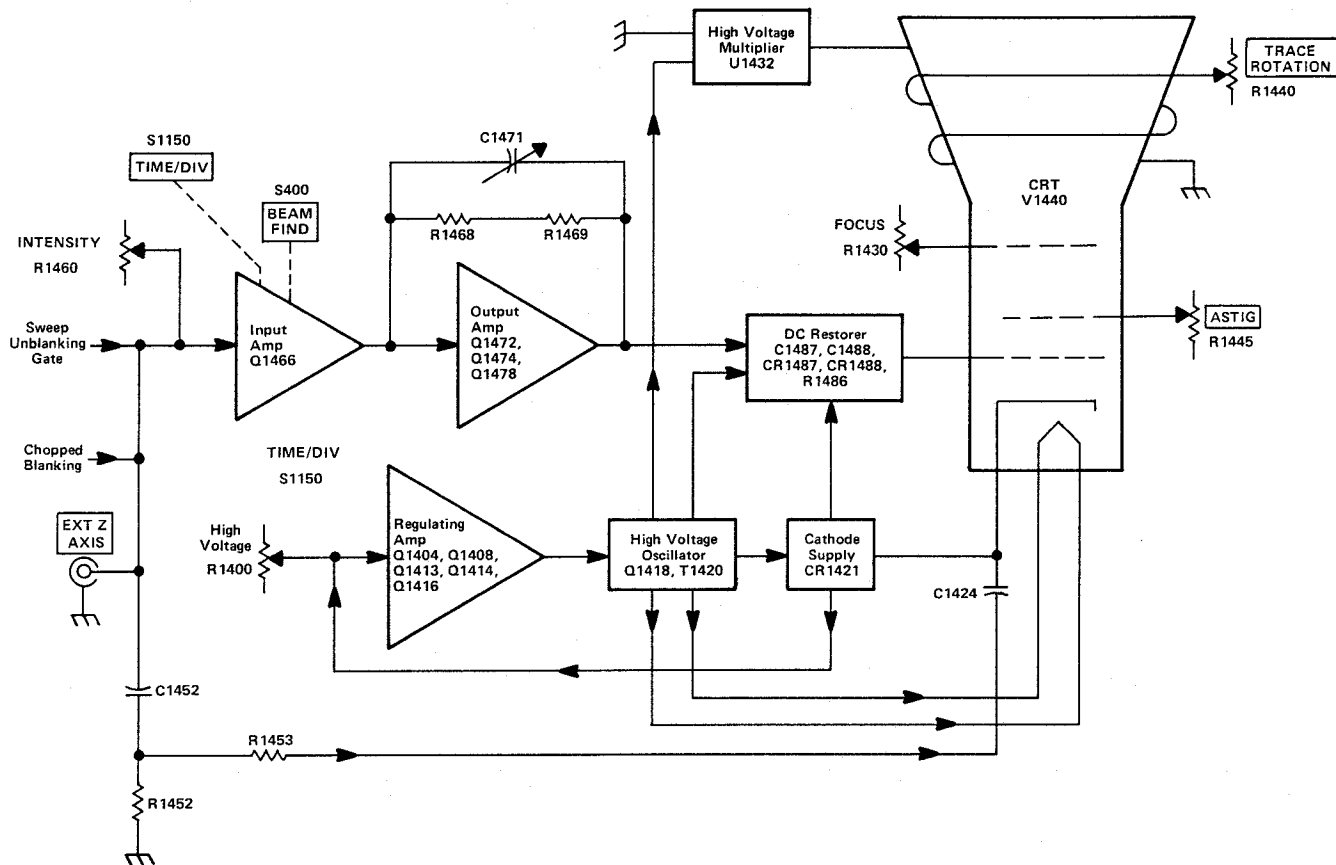 High Voltage
Multiplier
U1432
TRACE
ROTATION
R1440
S1150
TIME/DIV
C1471
S400
BEAM
FIND
R1468
R1469
CRT
V1440
INTENSITY
R1460
FOCUS
R1430
Sweep
Unblanking
Gate
Input
Amp
Q1466
Output
Amp
Q1472,
Q1474,
Q1478
DC Restorer
C1487, C1488,
CR1487, CR1488,
R1486
ASTIG
R1445
Chopped
Blanking
TIME/DIV
S1150
EXT Z
AXIS
High
Voltage
R1400
Regulating
Amp
Q1404, Q1408,
Q1413, Q1414,
Q1416
High Voltage
Oscillator
Q1418, T1420
Cathode
Supply
CR1421
C1424
C1452
R1453
R1452